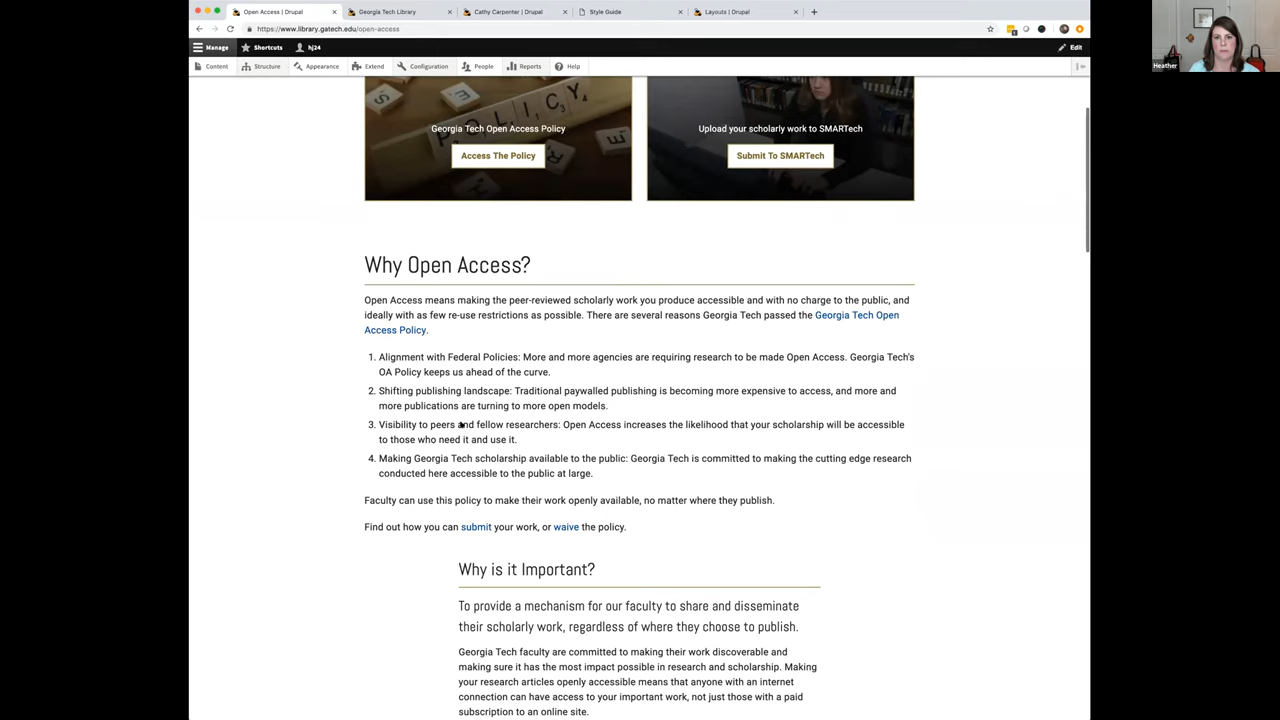 Open Access | Drupal
Georgia Tech Library
Cathy Carpenter | Drupal
Style Guide
Layouts | Drupal
https://www.library.gatech.edu/open-access
Manage
Shortcuts
hj24
Edit
Content
Structure
Appearance
Extend
Configuration
People
Reports
Help
Heather
POLICY
Georgia Tech Open Access Policy
Access The Policy
Upload your scholarly work to SMARTech
Submit To SMARTech
Why Open Access?
Open Access means making the peer-reviewed scholarly work you produce accessible and with no charge to the public, and
ideally with as few re-use restrictions as possible. There are several reasons Georgia Tech passed the Georgia Tech Open
Access Policy.
1. Alignment with Federal Policies: More and more agencies are requiring research to be made Open Access. Georgia Tech's
OA Policy keeps us ahead of the curve.
2. Shifting publishing landscape: Traditional paywalled publishing is becoming more expensive to access, and more and
more publications are turning to more open models.
3. Visibility to peers and fellow researchers: Open Access increases the likelihood that your scholarship will be accessible
to those who need it and use it.
4. Making Georgia Tech scholarship available to the public: Georgia Tech is committed to making the cutting edge research
conducted here accessible to the public at large.
Faculty can use this policy to make their work openly available, no matter where they publish.
Find out how you can submit your work, or waive the policy.
Why is it Important?
To provide a mechanism for our faculty to share and disseminate
their scholarly work, regardless of where they choose to publish.
Georgia Tech faculty are committed to making their work discoverable and
making sure it has the most impact possible in research and scholarship. Making
your research articles openly accessible means that anyone with an internet
connection can have access to your important work, not just those with a paid
subscription to an online site.